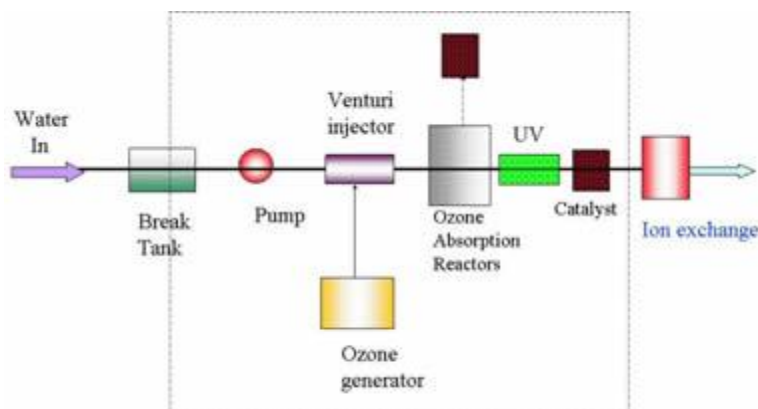 Water
In
Break
Tank
Pump
Venturi
injector
Ozone
generator
Ozone
Absorption
Reactors
UV
Catalyst
Ion exchange